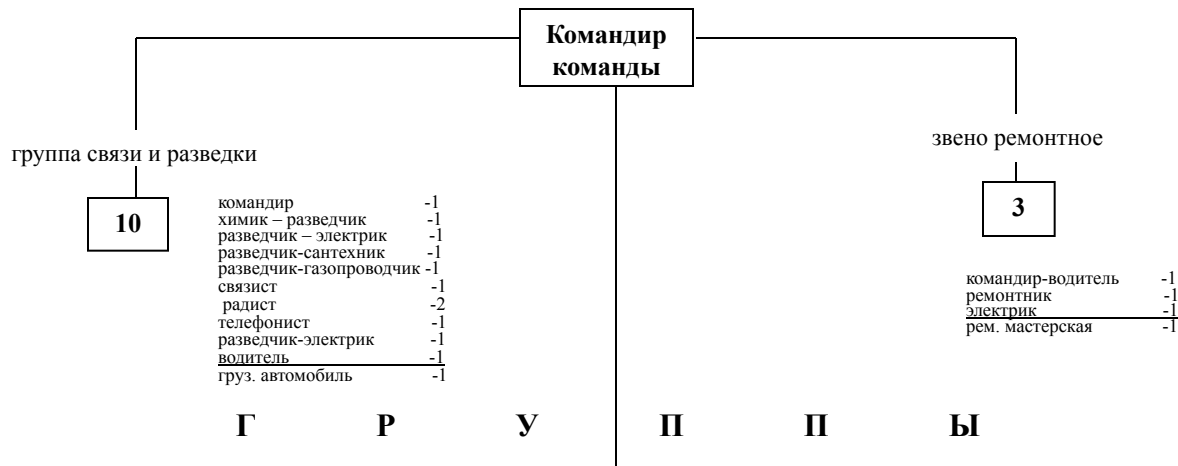 Командир
команды
группа связи и разведки
10
командир -1
химик – разведчик -1
разведчик – электрик -1
разведчик-сантехник -1
разведчик-газопроводчик -1
связист -1
радист -2
телефонист -1
разведчик-электрик -1
водитель -1
груз. автомобиль -1
звено ремонтное
3
командир-водитель -1
ремонтник -1
электрик -1
рем. мастерская -1
Г Р У П П Ы